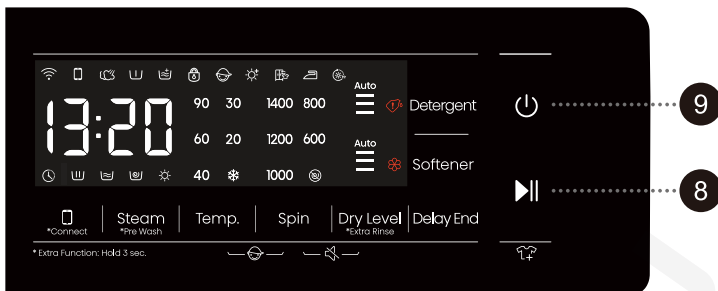 Auto
90 30 1400 800
Detergent
9
13:20
60 20 1200 600
Auto
Softener
40 1000
8
Steam Temp. Spin Dry Level Delay End
*Connect *Pre Wash *Extra Rinse
* Extra Function: Hold 3 sec.